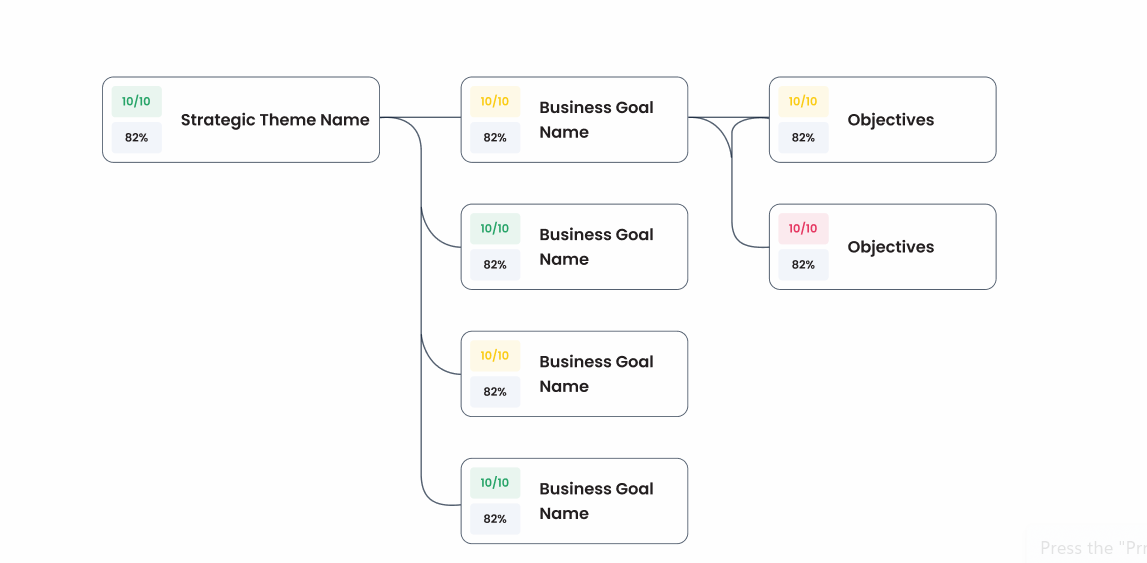 10/10
82%
Strategic Theme Name
10/10
82%
Business Goal
Name
10/10
82%
Objectives
10/10
82%
Business Goal
Name
10/10
82%
Objectives
10/10
82%
Business Goal
Name
10/10
82%
Business Goal
Name
Press the "Prr